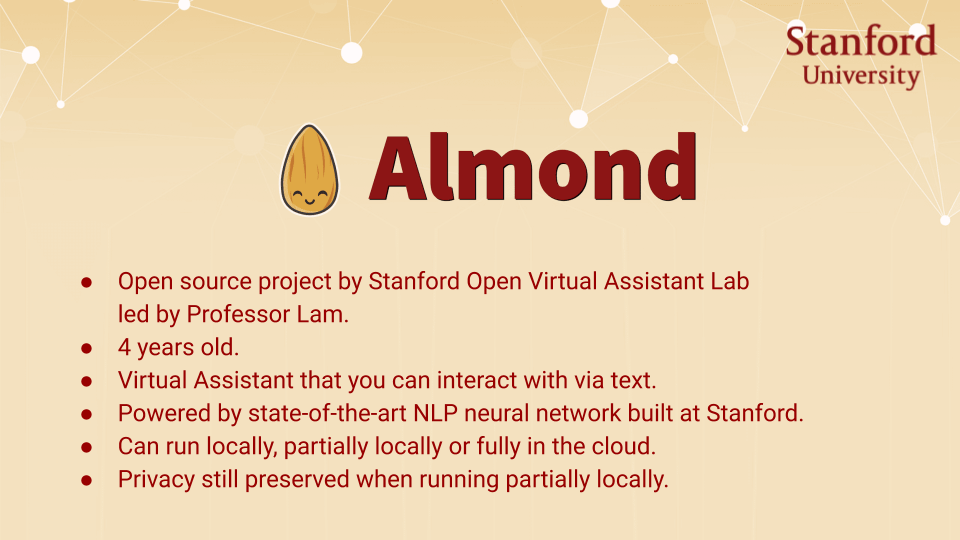 Stanford
University
Almond
● Open source project by Stanford Open Virtual Assistant Lab
led by Professor Lam.
● 4 years old.
● Virtual Assistant that you can interact with via text.
● Powered by state-of-the-art NLP neural network built at Stanford.
● Can run locally, partially locally or fully in the cloud.
● Privacy still preserved when running partially locally.